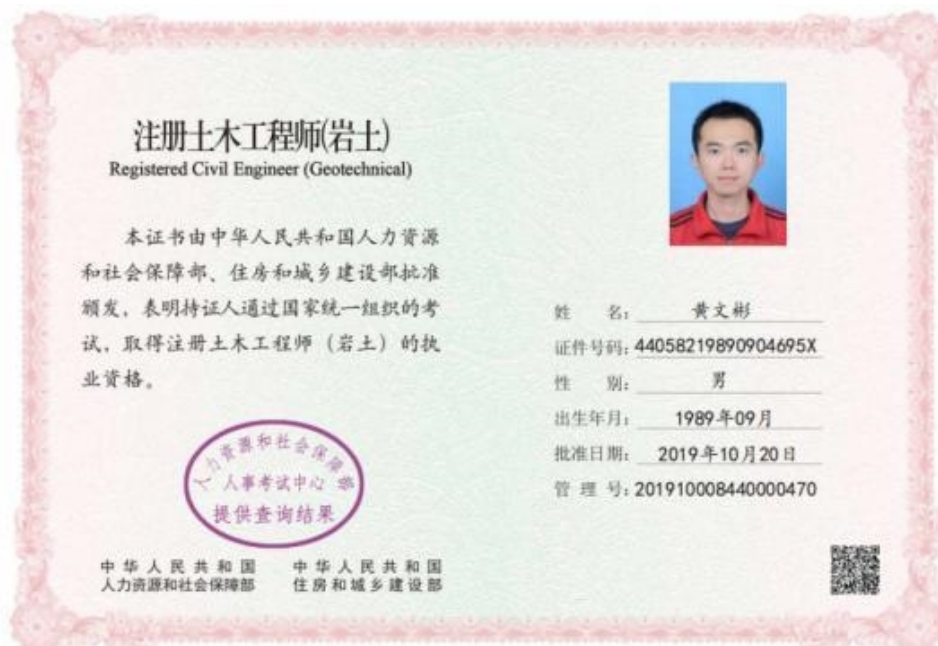 注册土木工程师(岩土)
Registered Civil Engineer (Geotechnical)
本证书由中华人民共和国人力资源
和社会保障部、住房和城乡建设部批准
颁发，表明持证人通过国家统一组织的考
试，取得注册土木工程师（岩土）的执
业资格。
人力资源和社会保障部
人事考试中心
提供查询结果
中华人民共和国
人力资源和社会保障部
中华人民共和国
住房和城乡建设部
姓 名：黄文彬
证件号码：44058219890904695X
性 别：男
出生年月：1989年09月
批准日期：2019年10月20日
管 理 号：201910008440000470